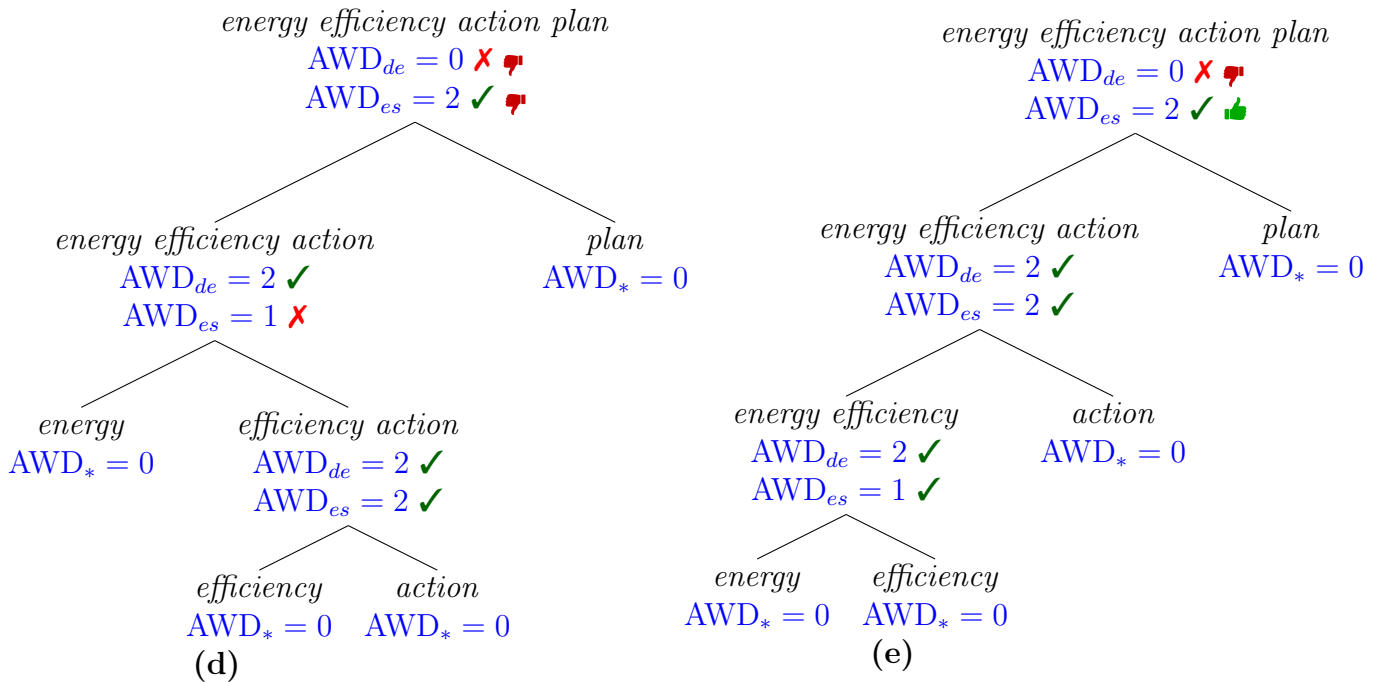 energy efficiency action plan
AWD_de = 0 ✗ 👎
AWD_es = 2 ✓ 👎
energy efficiency action
AWD_de = 2 ✓
AWD_es = 1 ✗
plan
AWD_* = 0
energy
AWD_* = 0
efficiency action
AWD_de = 2 ✓
AWD_es = 2 ✓
efficiency
AWD_* = 0
action
AWD_* = 0
(d)
energy efficiency action plan
AWD_de = 0 ✗ 👎
AWD_es = 2 ✓ 👍
energy efficiency action
AWD_de = 2 ✓
AWD_es = 2 ✓
plan
AWD_* = 0
energy efficiency
AWD_de = 2 ✓
AWD_es = 1 ✓
action
AWD_* = 0
energy
AWD_* = 0
efficiency
AWD_* = 0
(e)